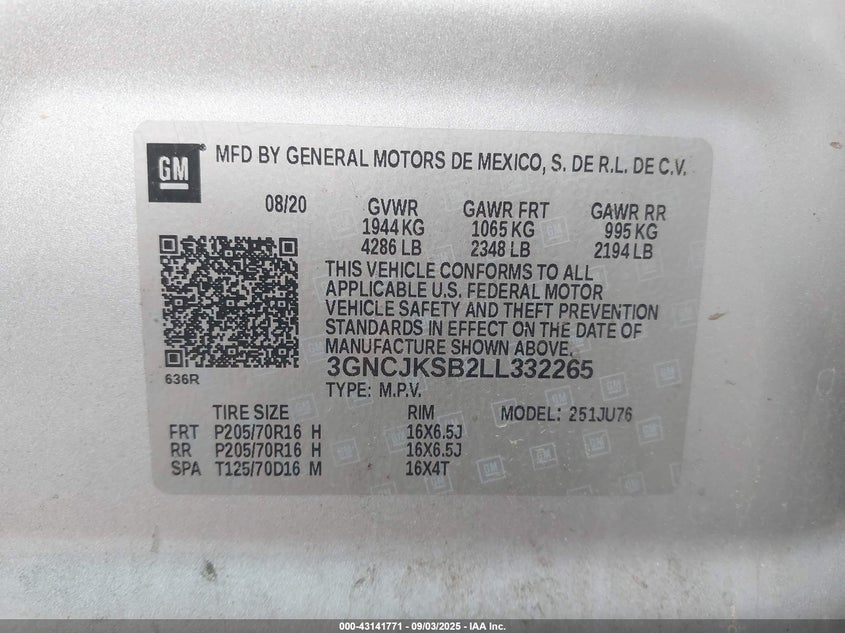 GM
MFD BY GENERAL MOTORS DE MEXICO, S. DE R.L. DE C.V.
08/20 GVWR GAWR FRT GAWR RR
1944 KG 1065 KG 995 KG
4286 LB 2348 LB 2194 LB
THIS VEHICLE CONFORMS TO ALL
APPLICABLE U.S. FEDERAL MOTOR
VEHICLE SAFETY AND THEFT PREVENTION
STANDARDS IN EFFECT ON THE DATE OF
MANUFACTURE SHOWN ABOVE.
636R
3GNCJKSB2LL332265
TYPE: M.P.V.
TIRE SIZE RIM MODEL: 251JU76
FRT P205/70R16 H 16X6.5J
RR P205/70R16 H 16X6.5J
SPA T125/70D16 M 16X4T
000-43141771 - 09/03/2025 - IAA Inc.